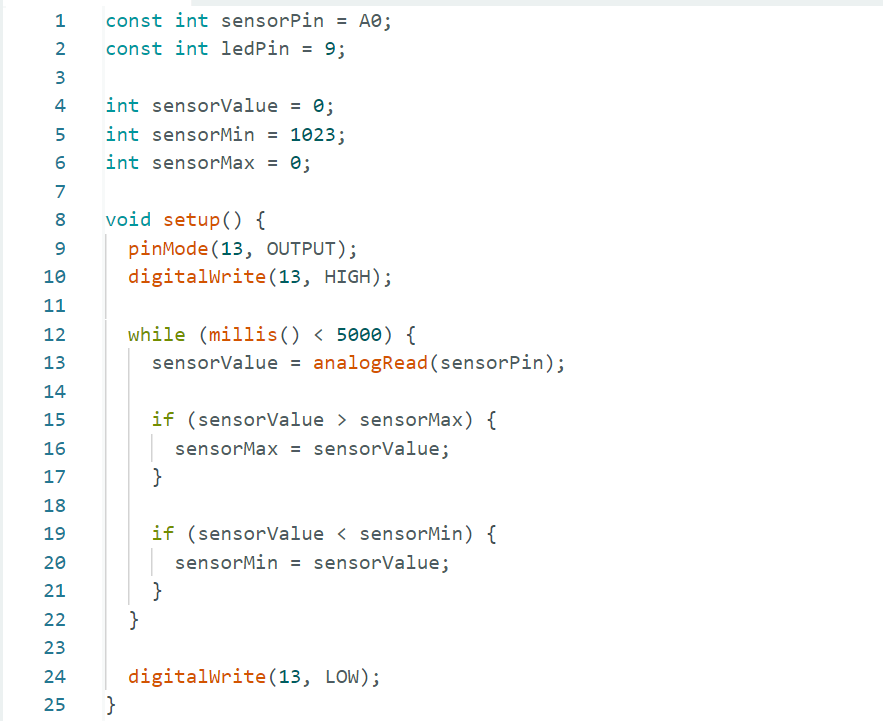 1 const int sensorPin = A0;
2 const int ledPin = 9;
3
4 int sensorValue = 0;
5 int sensorMin = 1023;
6 int sensorMax = 0;
7
8 void setup() {
9   pinMode(13, OUTPUT);
10   digitalWrite(13, HIGH);
11
12   while (millis() < 5000) {
13     sensorValue = analogRead(sensorPin);
14
15     if (sensorValue > sensorMax) {
16       sensorMax = sensorValue;
17     }
18
19     if (sensorValue < sensorMin) {
20       sensorMin = sensorValue;
21     }
22   }
23
24   digitalWrite(13, LOW);
25 }